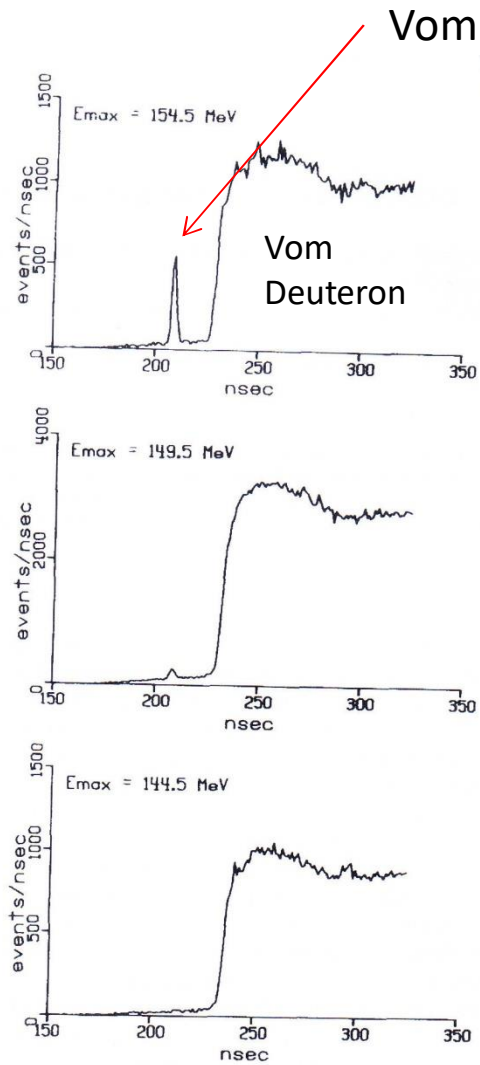 Vom
Emax = 154.5 MeV
events/nsec
1500
1000
500
0
Vom
Deuteron
150
200
250
300
350
nsec
Emax = 149.5 MeV
events/nsec
4000
2000
0
150
200
250
300
350
nsec
Emax = 144.5 MeV
events/nsec
1500
1000
500
0
150
200
250
300
350
nsec